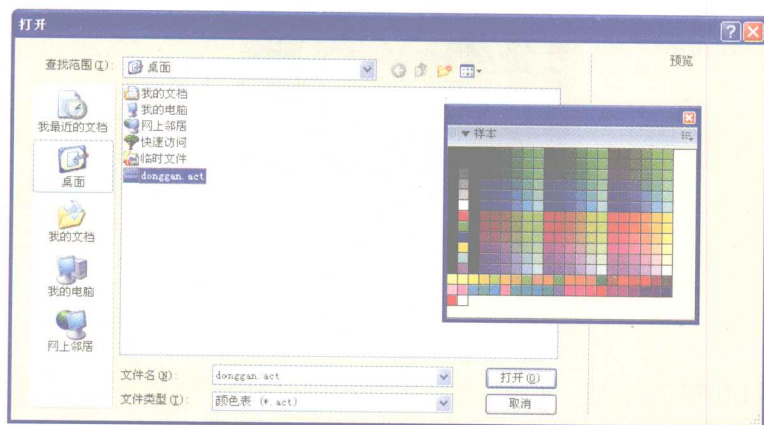 打开
查找范围(I):
桌面
预览
我最近的文档
桌面
我的文档
我的电脑
网上邻居
我的文档
我的电脑
网上邻居
快速访问
临时文件
donggan.act
样本
文件名(N):
donggan.act
打开(O)
文件类型(T):
颜色表 (*.act)
取消